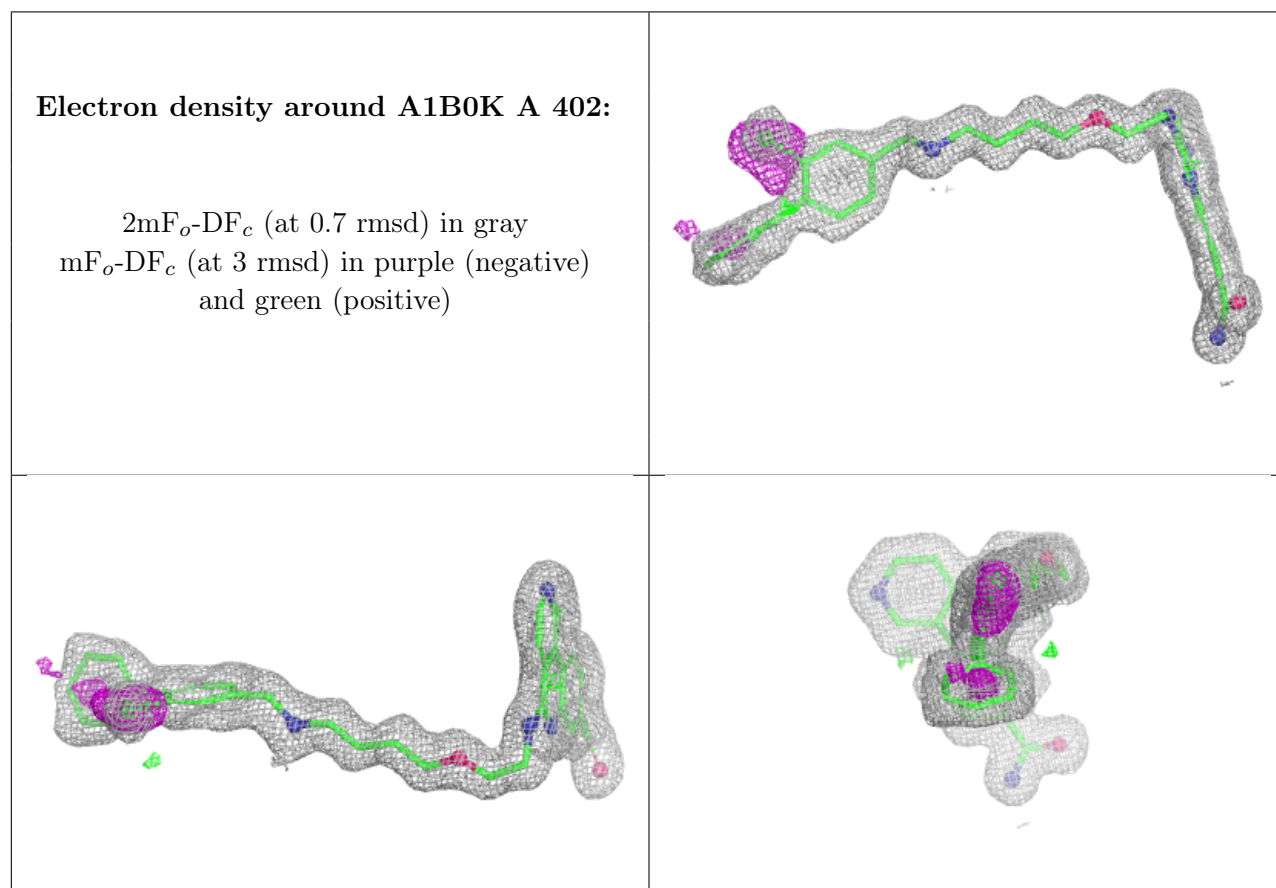 Electron density around A1B0K A 402:
2mFo-DFc (at 0.7 rmsd) in gray
mFo-DFc (at 3 rmsd) in purple (negative)
and green (positive)